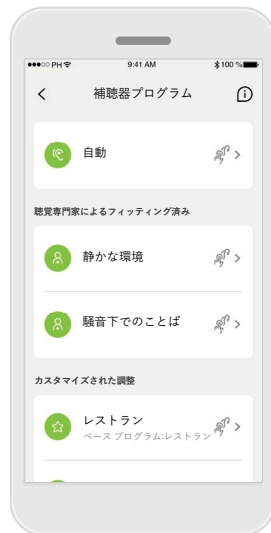 PH 9:41 AM 100 %
補聴器プログラム
自動
聴覚専門家によるフィッティング済み
静かな環境
騒音下でのことば
カスタマイズされた調整
レストラン
ベース プログラム:レストラン